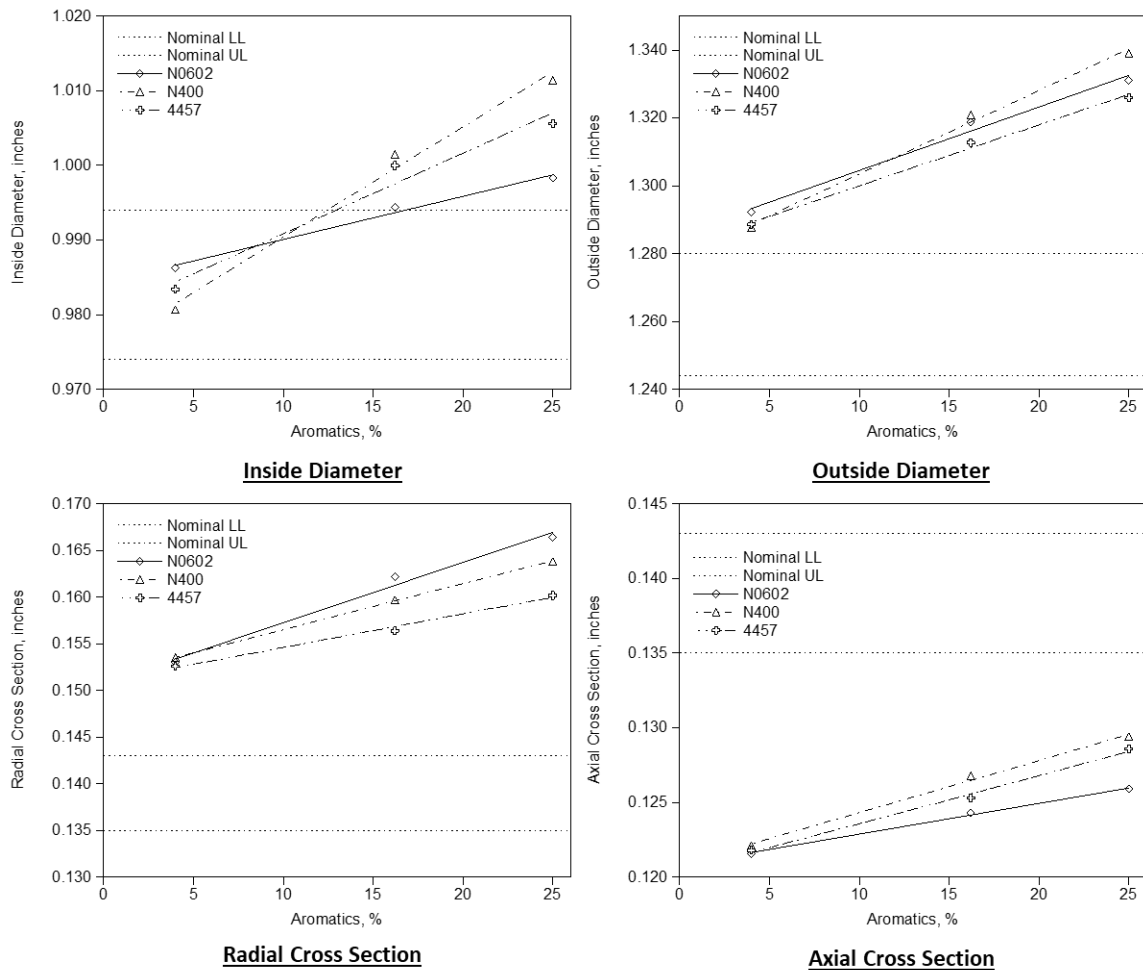 1.020
1.010
1.000
0.990
0.980
0.970
Inside Diameter, inches
Nominal LL
Nominal UL
N0602
N400
4457
0 5 10 15 20 25
Aromatics, %
Inside Diameter
1.340
1.320
1.300
1.280
1.260
1.240
Outside Diameter, inches
Nominal LL
Nominal UL
N0602
N400
4457
0 5 10 15 20 25
Aromatics, %
Outside Diameter
0.170
0.165
0.160
0.155
0.150
0.145
0.140
0.135
0.130
Radial Cross Section, inches
Nominal LL
Nominal UL
N0602
N400
4457
0 5 10 15 20 25
Aromatics, %
Radial Cross Section
0.145
0.140
0.135
0.130
0.125
0.120
Axial Cross Section, inches
Nominal LL
Nominal UL
N0602
N400
4457
0 5 10 15 20 25
Aromatics, %
Axial Cross Section